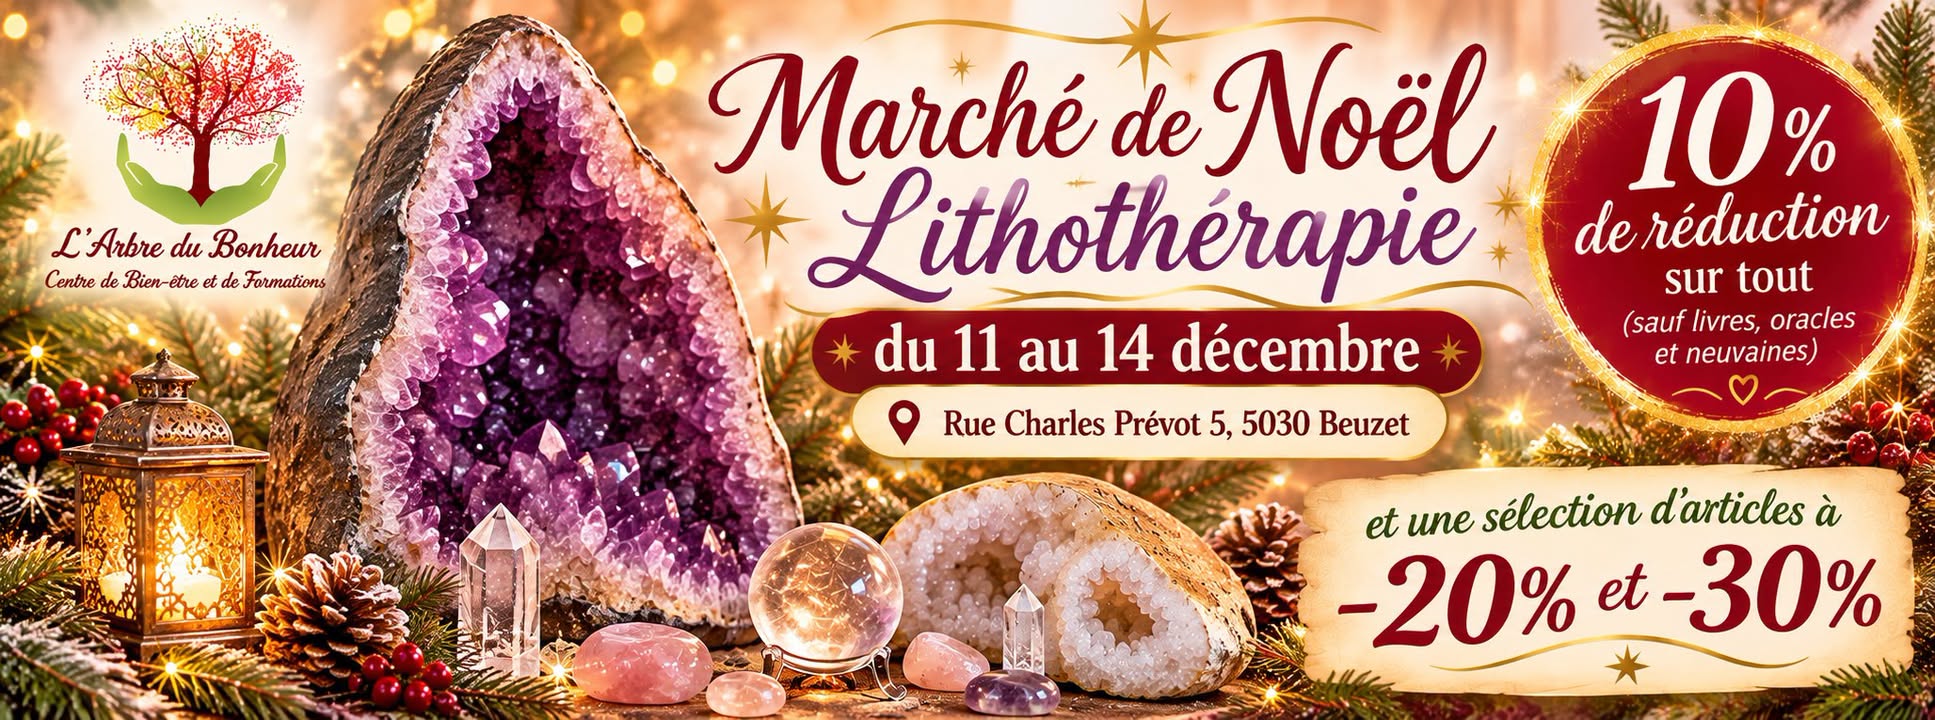 L'Arbre du Bonheur
Centre de Bien-être et de Formations
Marché de Noël
Lithothérapie
du 11 au 14 décembre
Rue Charles Prévot 5, 5030 Beuzet
10%
de réduction
sur tout
(sauf livres, oracles
et neuvaines)
et une sélection d'articles à
-20% et -30%